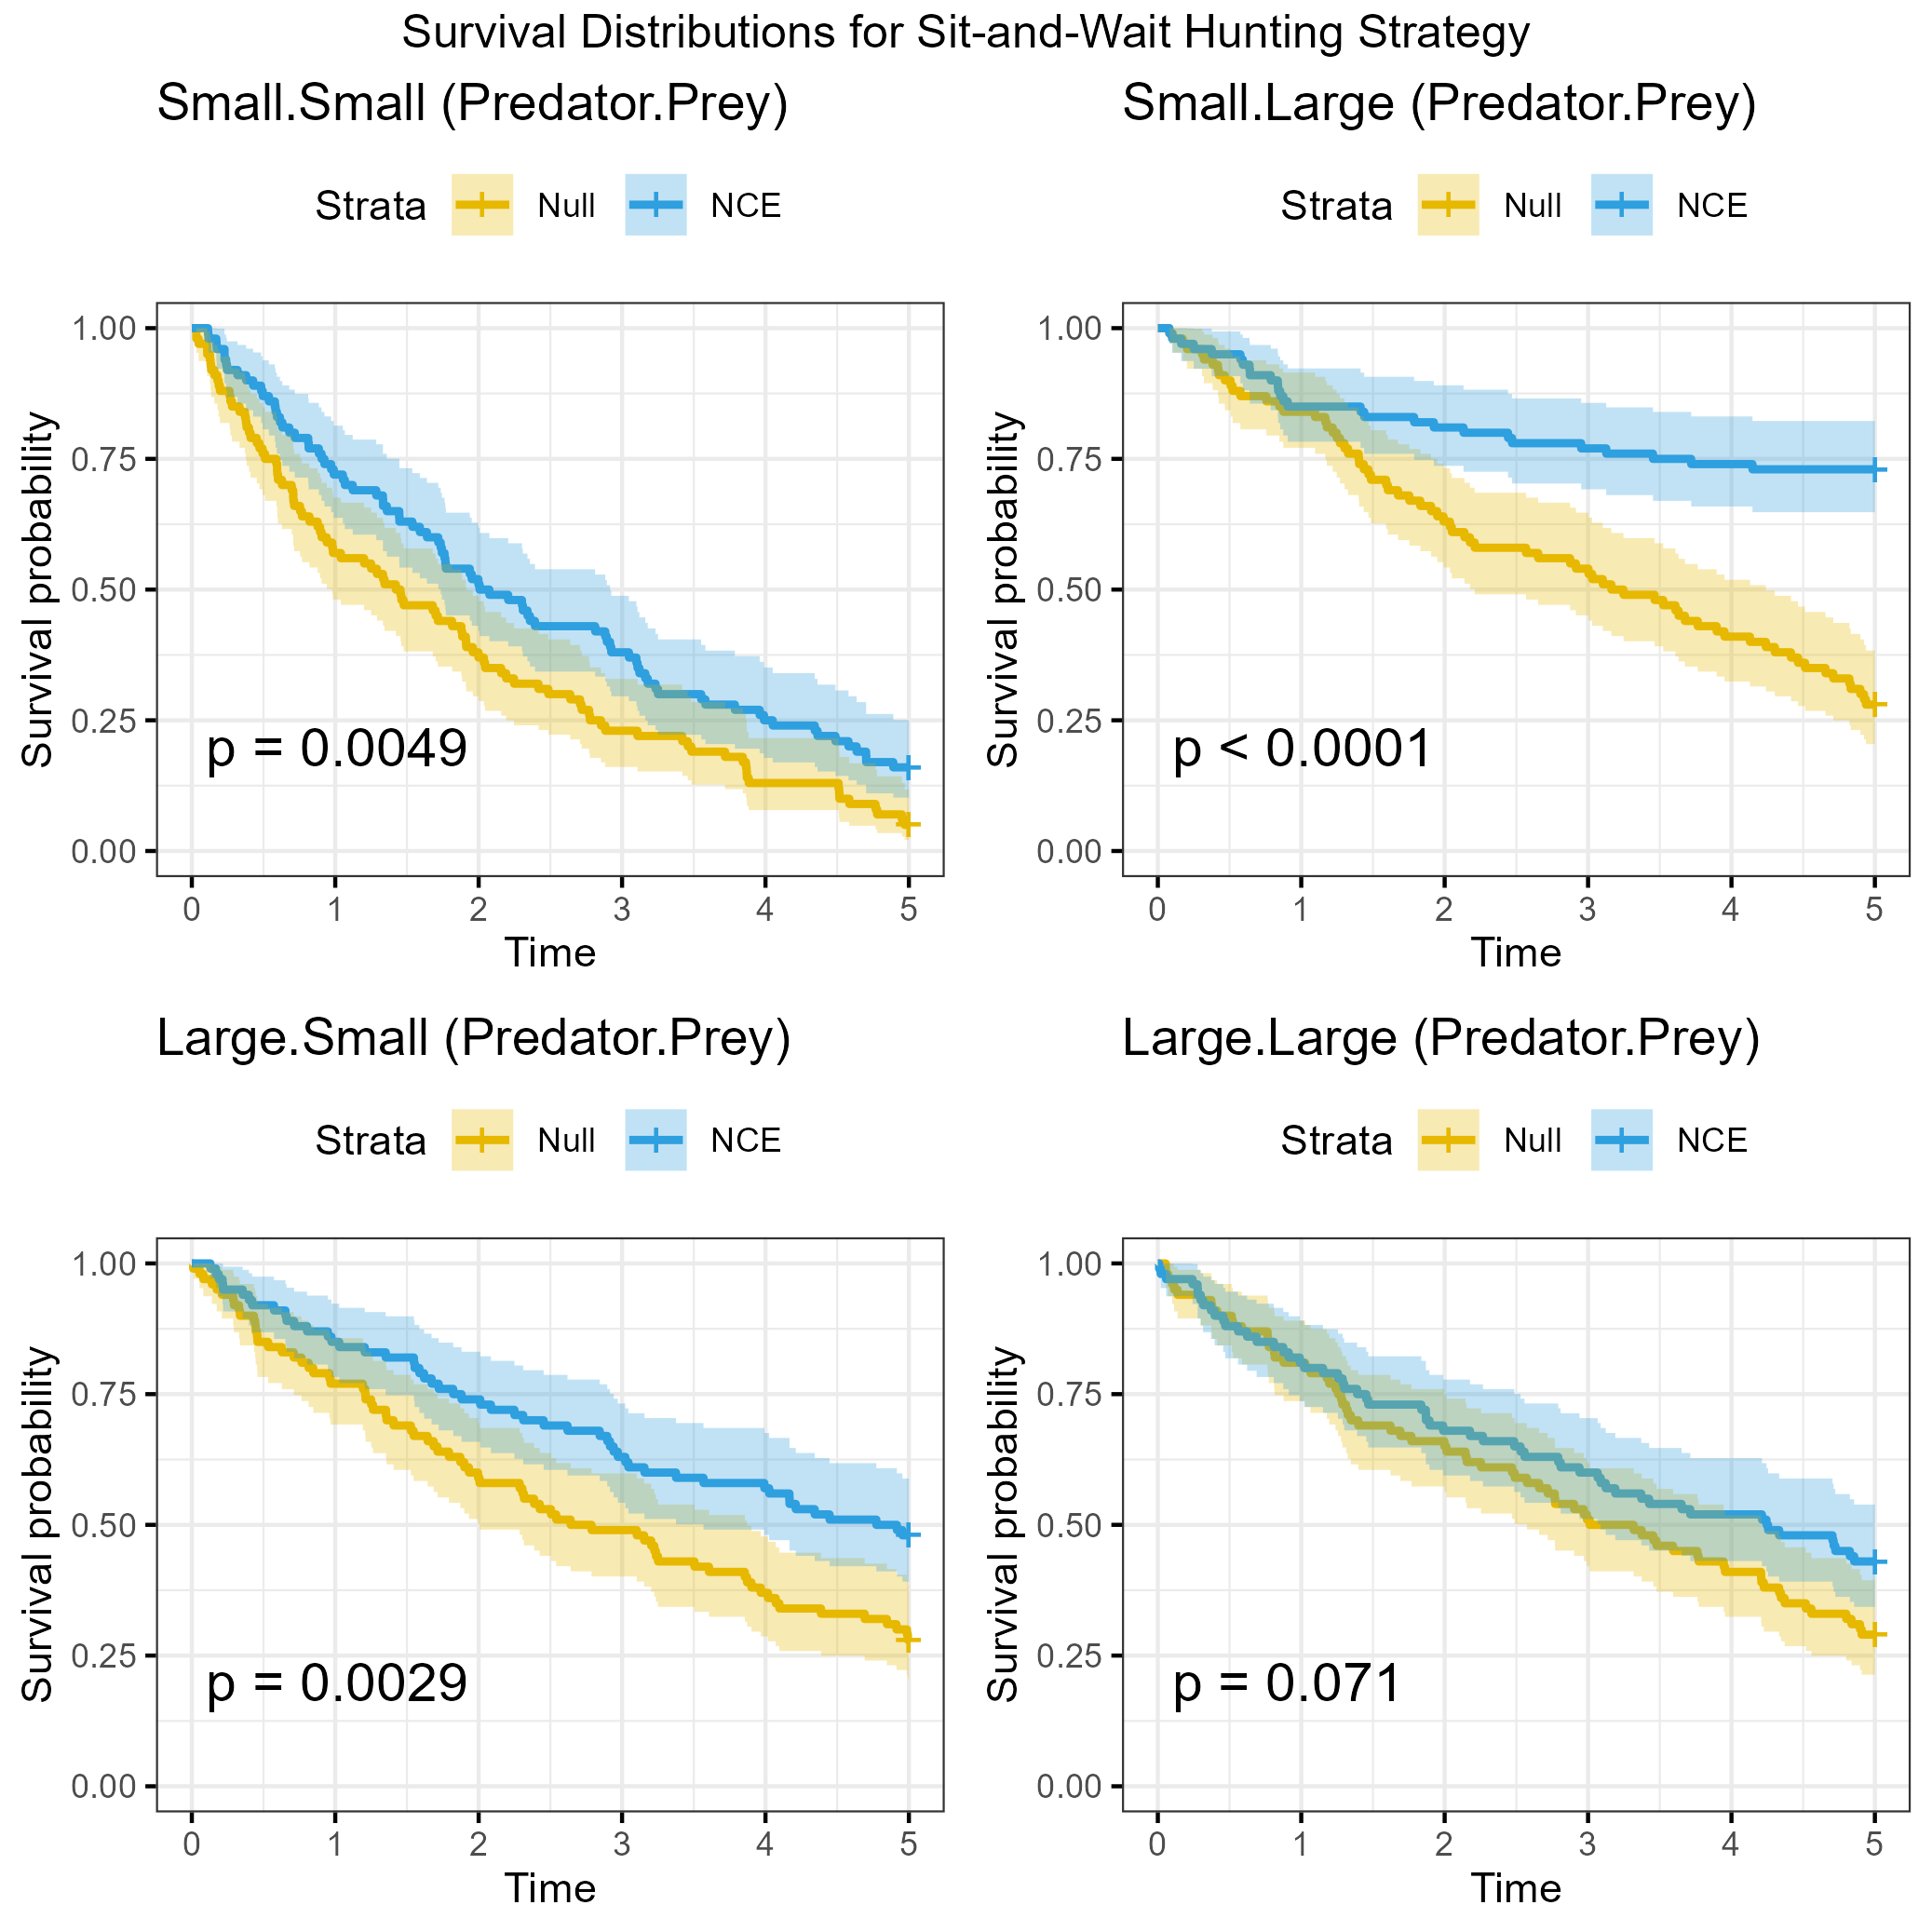 Survival Distributions for Sit-and-Wait Hunting Strategy
Small.Small (Predator.Prey)
Strata Null NCE
Survival probability
1.00
0.75
0.50
0.25
0.00
p = 0.0049
0 1 2 3 4 5
Time
Small.Large (Predator.Prey)
Strata Null NCE
Survival probability
1.00
0.75
0.50
0.25
0.00
p < 0.0001
0 1 2 3 4 5
Time
Large.Small (Predator.Prey)
Strata Null NCE
Survival probability
1.00
0.75
0.50
0.25
0.00
p = 0.0029
0 1 2 3 4 5
Time
Large.Large (Predator.Prey)
Strata Null NCE
Survival probability
1.00
0.75
0.50
0.25
0.00
p = 0.071
0 1 2 3 4 5
Time